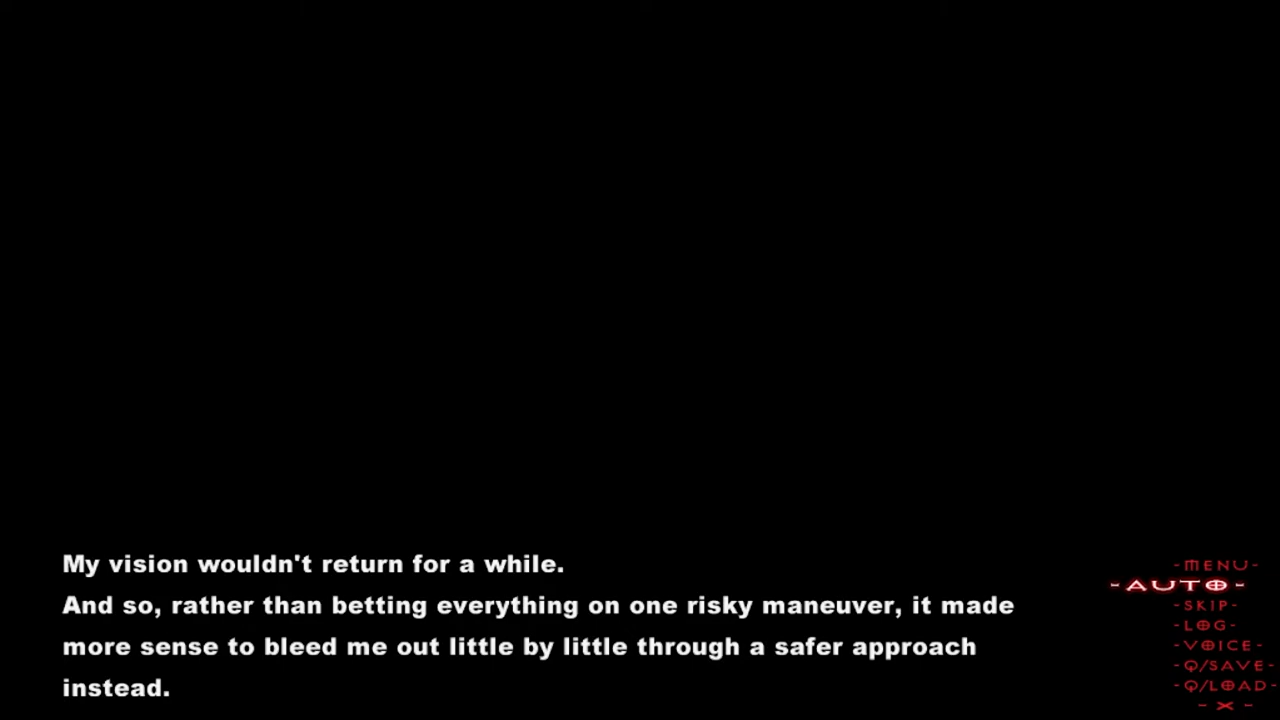 My vision wouldn't return for a while.
And so, rather than betting everything on one risky maneuver, it made
more sense to bleed me out little by little through a safer approach
instead.
-MENU-
-AUTO-
-SKIP-
-LOG-
-VOICE-
-Q/SAVE-
-Q/LOAD-
-X-